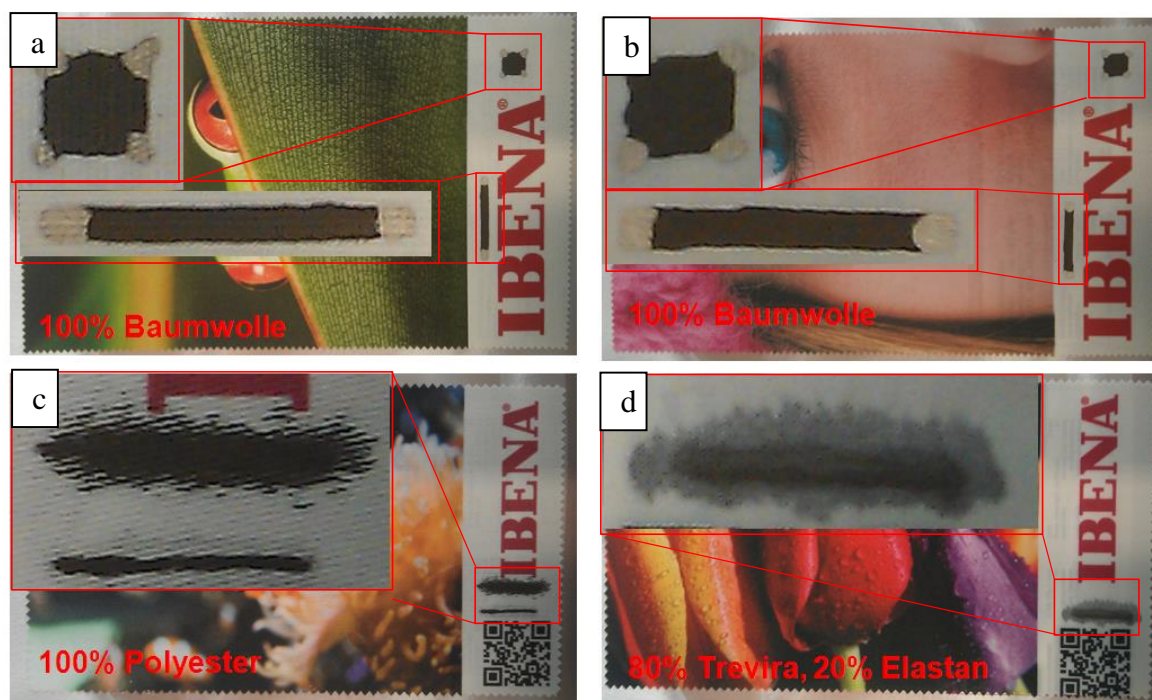 a
IBENA®
100% Baumwolle
b
IBENA®
100% Baumwolle
c
IBENA®
100% Polyester
d
IBENA®
80% Trevira, 20% Elastan